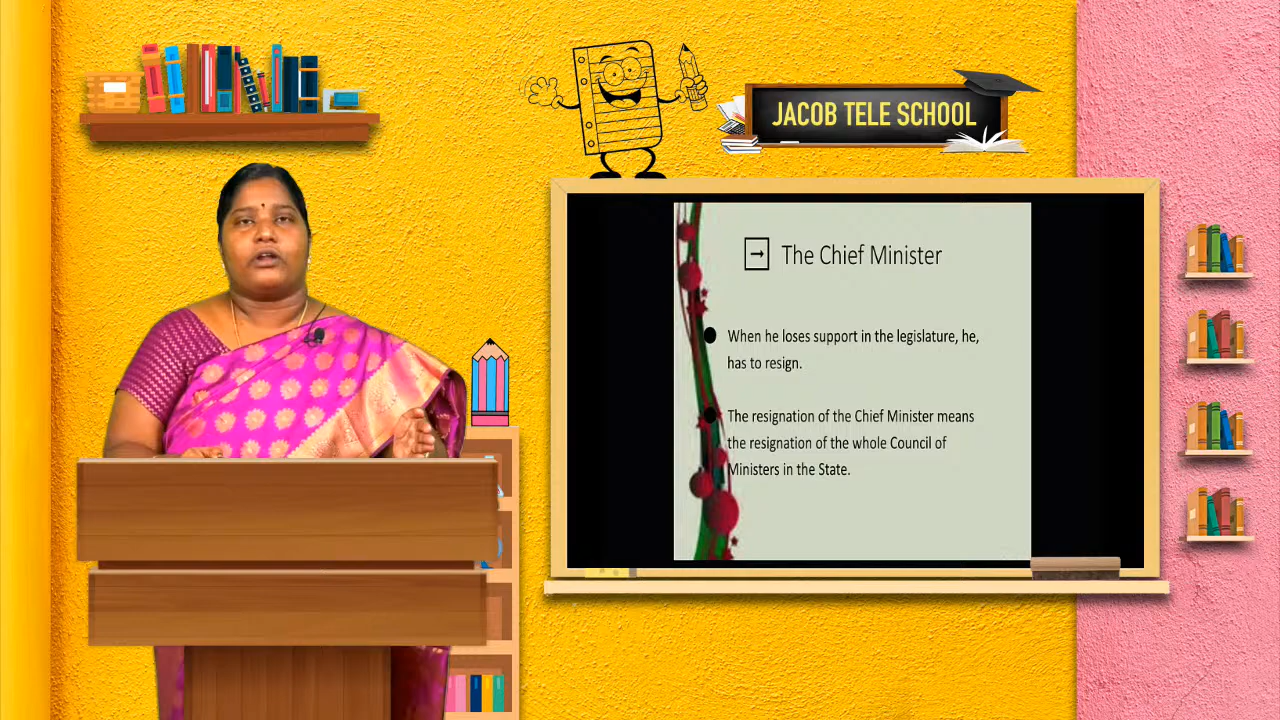 JACOB TELE SCHOOL
→ The Chief Minister
When he loses support in the legislature, he,
has to resign.
The resignation of the Chief Minister means
the resignation of the whole Council of
Ministers in the State.